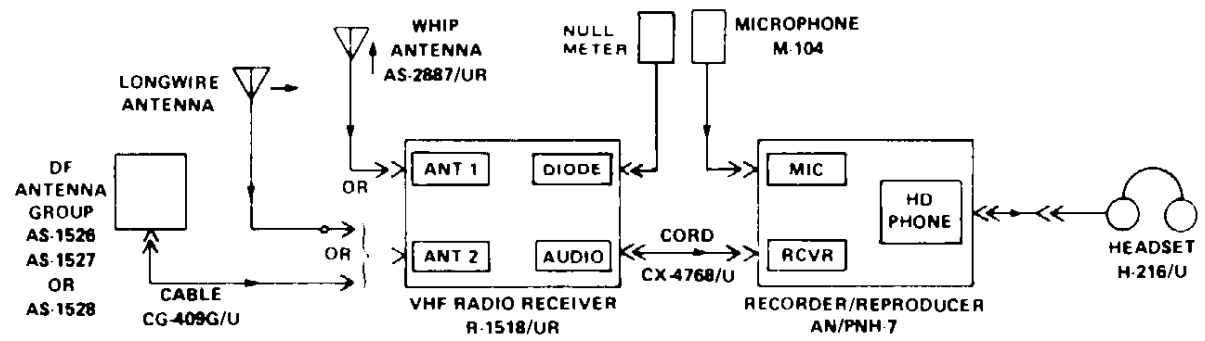 WHIP
ANTENNA
AS-2887/UR
NULL
METER
MICROPHONE
M-104
LONGWIRE
ANTENNA
DF
ANTENNA
GROUP
AS-1526
AS-1527
OR
AS-1528
OR
OR
CABLE
CG-409G/U
ANT 1
DIODE
ANT 2
AUDIO
VHF RADIO RECEIVER
R-1518/UR
CORD
CX-4768/U
MIC
HD
PHONE
RCVR
RECORDER/REPRODUCER
AN/PNH-7
HEADSET
H-216/U